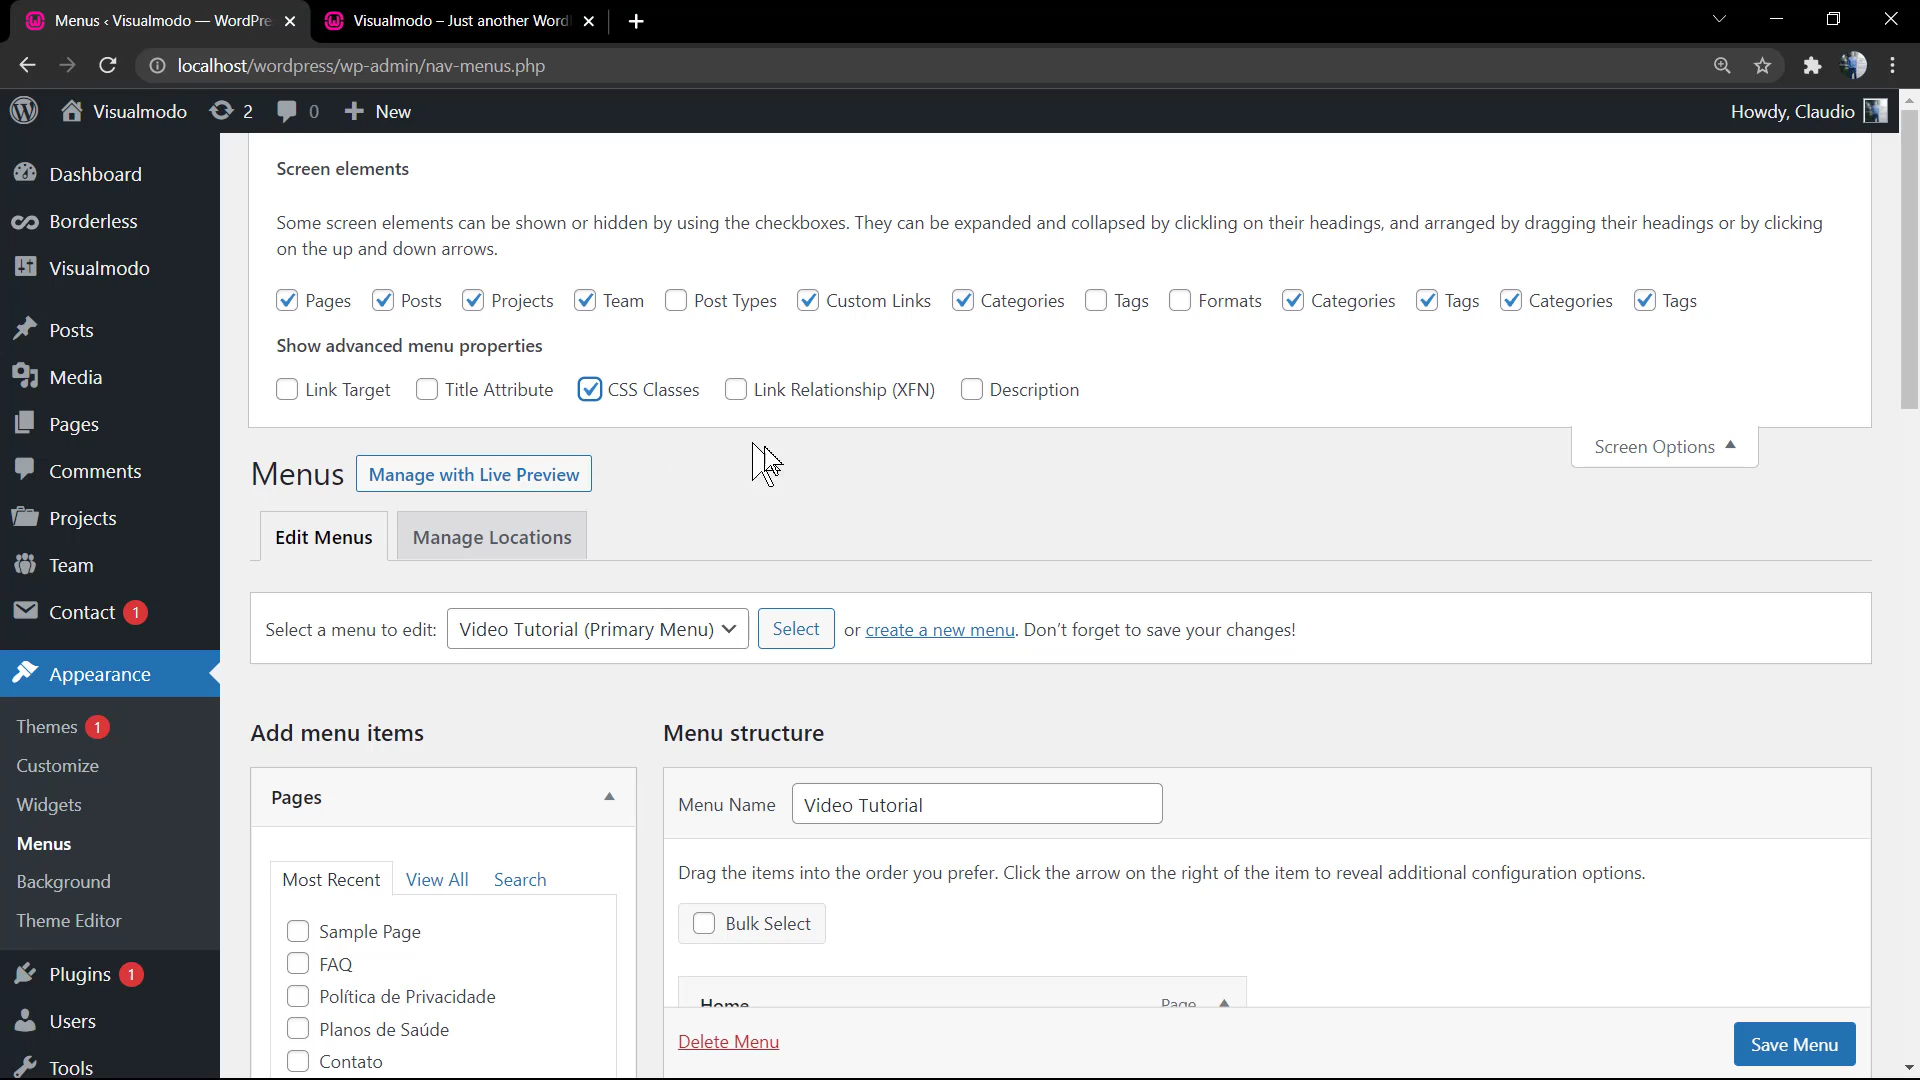 Menus ‹ Visualmodo — WordPre
Visualmodo – Just another Word
localhost/wordpress/wp-admin/nav-menus.php
Visualmodo 2 0 New
Howdy, Claudio
Dashboard
Borderless
Visualmodo
Posts
Media
Pages
Comments
Projects
Team
Contact 1
Appearance
Themes 1
Customize
Widgets
Menus
Background
Theme Editor
Plugins 1
Users
Tools
Screen elements
Some screen elements can be shown or hidden by using the checkboxes. They can be expanded and collapsed by clickling on their headings, and arranged by dragging their headings or by clicking
on the up and down arrows.
Pages Posts Projects Team Post Types Custom Links Categories Tags Formats Categories Tags Categories Tags
Show advanced menu properties
Link Target Title Attribute CSS Classes Link Relationship (XFN) Description
Screen Options
Menus Manage with Live Preview
Edit Menus Manage Locations
Select a menu to edit: Video Tutorial (Primary Menu) Select or create a new menu. Don't forget to save your changes!
Add menu items
Pages
Most Recent View All Search
Sample Page
FAQ
Política de Privacidade
Planos de Saúde
Contato
Menu structure
Menu Name Video Tutorial
Drag the items into the order you prefer. Click the arrow on the right of the item to reveal additional configuration options.
Bulk Select
Home Page
Delete Menu
Save Menu